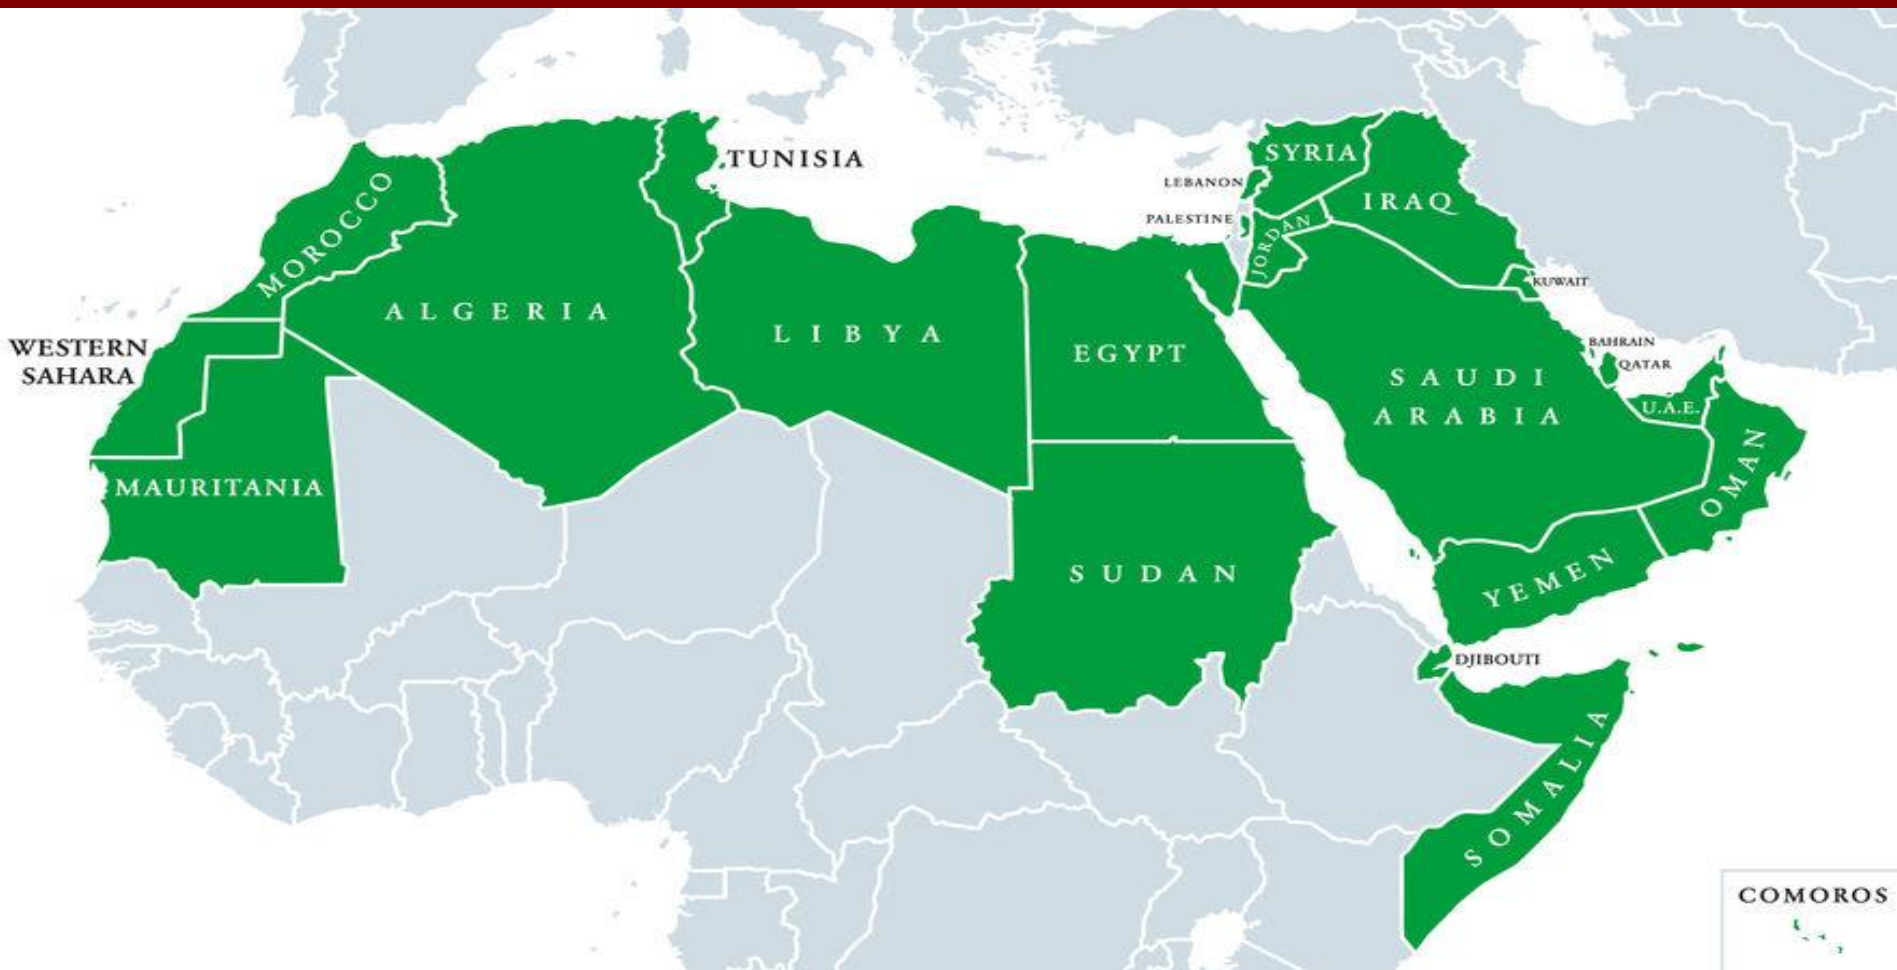 TUNISIA
SYRIA
LEBANON
IRAQ
MOROCCO
PALESTINE
JORDAN
KUWAIT
ALGERIA
LIBYA
EGYPT
WESTERN
SAHARA
BAHRAIN
QATAR
SAUDI
ARABIA
U.A.E.
OMAN
MAURITANIA
SUDAN
YEMEN
DJIBOUTI
SOMALIA
COMOROS